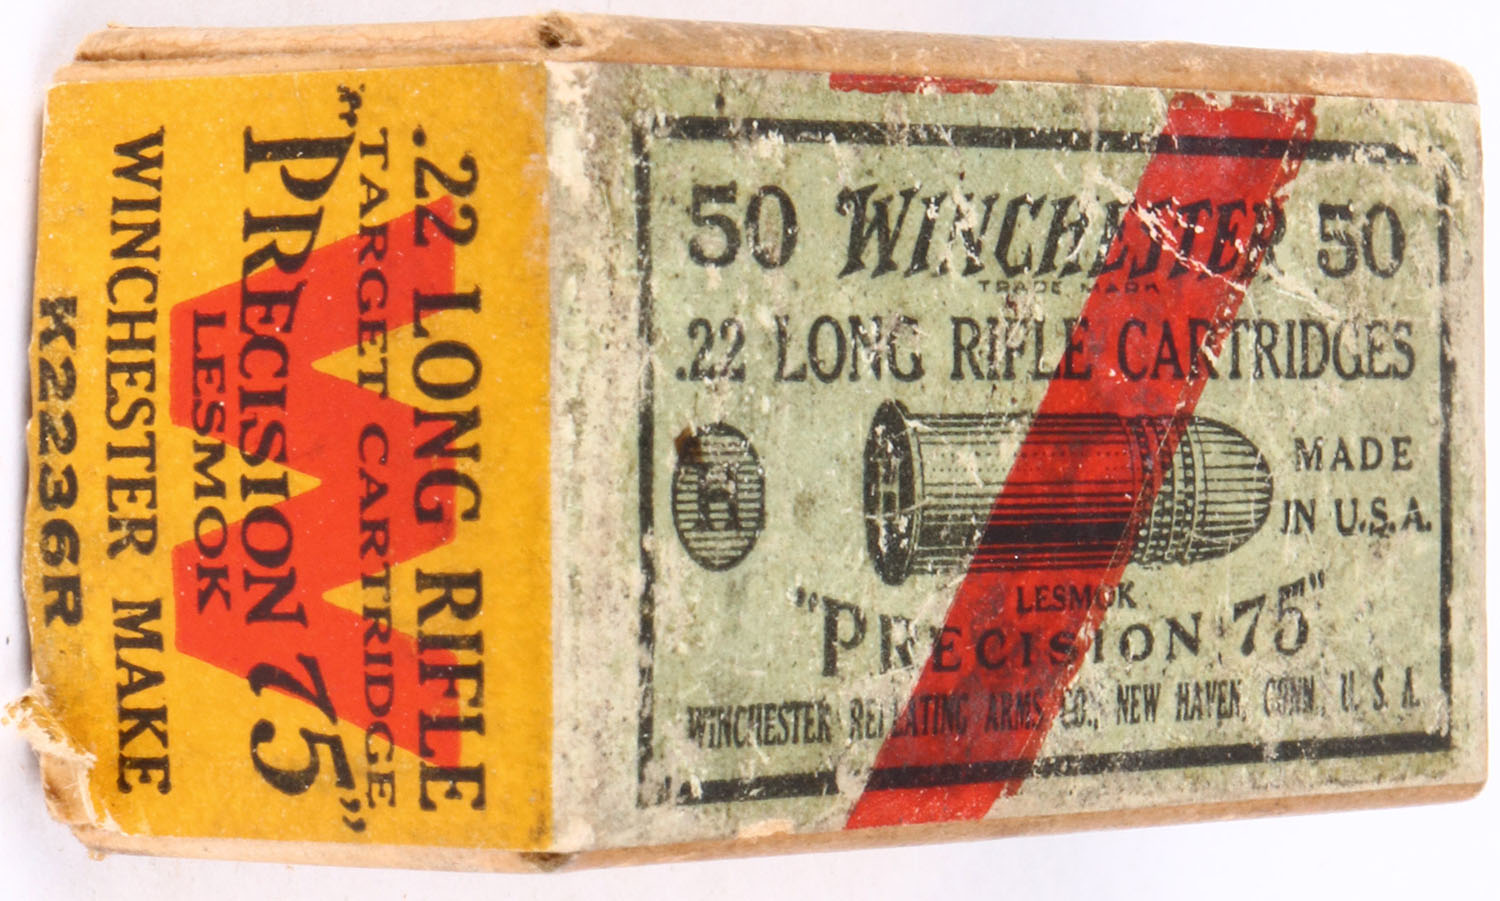 50 WINCHESTER 50
TRADE MARK
.22 LONG RIFLE CARTRIDGES
H
MADE
IN U.S.A.
LESMOK
"PRECISION 75"
WINCHESTER REPEATING ARMS CO., NEW HAVEN, CONN., U. S. A.
.22 LONG RIFLE
TARGET CARTRIDGE
"PRECISION 75"
LESMOK
WINCHESTER MAKE
K2236R